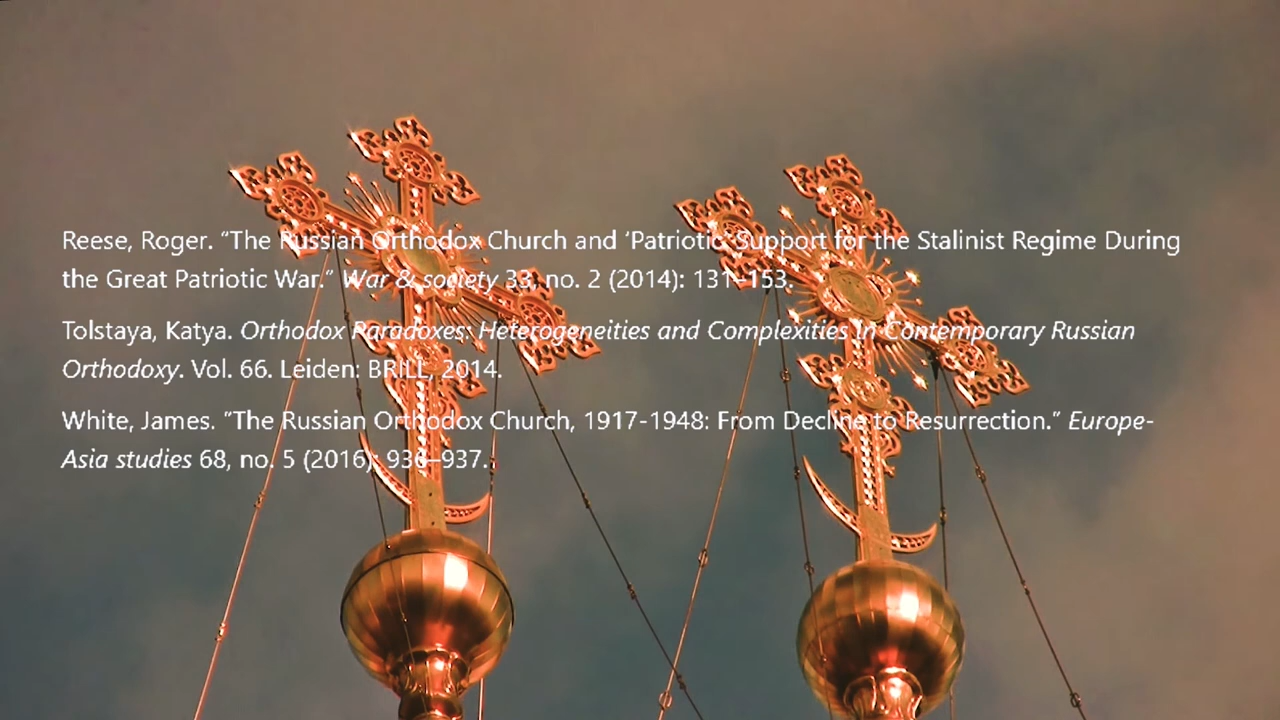 Reese, Roger. “The Russian Orthodox Church and ‘Patriotic’ Support for the Stalinist Regime During
the Great Patriotic War.” War & society 33, no. 2 (2014): 131–153.
Tolstaya, Katya. Orthodox Paradoxes: Heterogeneities and Complexities in Contemporary Russian
Orthodoxy. Vol. 66. Leiden: BRILL, 2014.
White, James. “The Russian Orthodox Church, 1917-1948: From Decline to Resurrection.” Europe-
Asia studies 68, no. 5 (2016): 936–937.